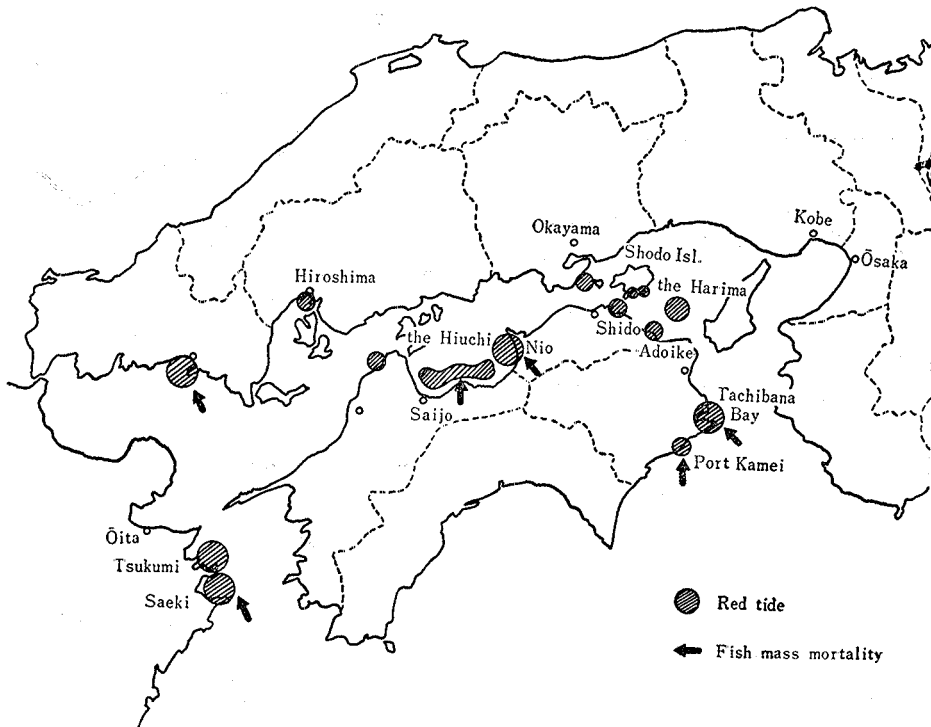 Kobe
Okayama
Shodo Isl.
Ōsaka
Hiroshima
the Harima
the Hiuchi
Nio
Shido
Adoike
Saijo
Tachibana
Bay
Port Kamei
Ōita
Tsukumi
Saeki
Red tide
Fish mass mortality